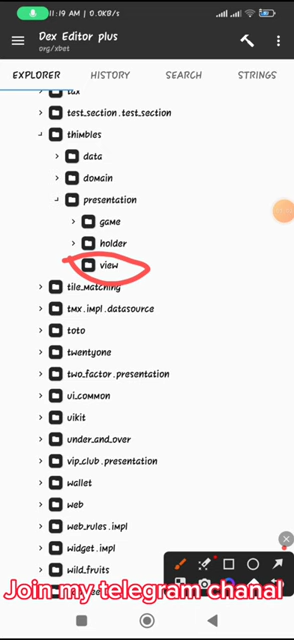 11:19 AM | 0.0KB/s
Dex Editor plus
org/xbet
EXPLORER
HISTORY
SEARCH
STRINGS
tax
test_section.test_section
thimbles
data
domain
presentation
game
holder
view
tile_matching
tmx.impl.datasource
toto
twentyone
two_factor.presentation
ui_common
uikit
under_and_over
vip_club.presentation
wallet
web
web_rules.impl
widget.impl
wild_fruits
Join my telegram chanal